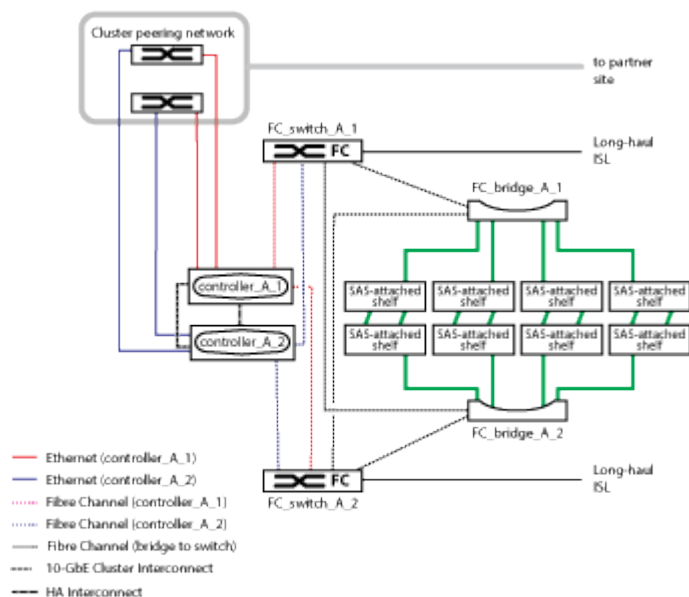 Cluster peering network
to partner
site
FC_switch_A_1
FC
Long-haul
ISL
FC_bridge_A_1
controller_A_1
SAS-attached
shelf
SAS-attached
shelf
SAS-attached
shelf
SAS-attached
shelf
controller_A_2
SAS-attached
shelf
SAS-attached
shelf
SAS-attached
shelf
SAS-attached
shelf
FC_bridge_A_2
FC
FC_switch_A_2
Long-haul
ISL
Ethernet (controller_A_1)
Ethernet (controller_A_2)
Fibre Channel (controller_A_1)
Fibre Channel (controller_A_2)
Fibre Channel (bridge to switch)
10-GbE Cluster Interconnect
HA Interconnect